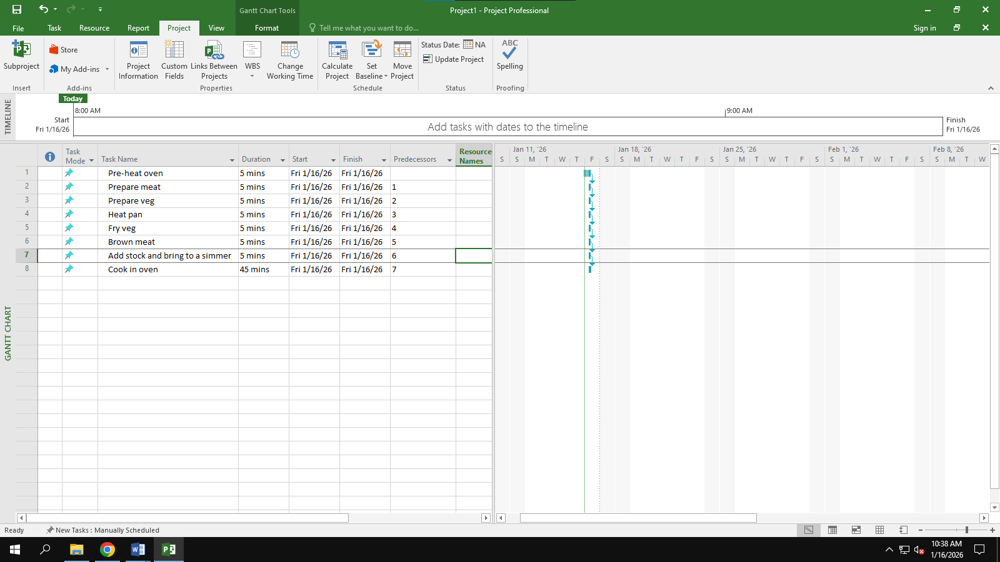 Gantt Chart Tools
Project1 - Project Professional
File
Task
Resource
Report
Project
View
Format
Tell me what you want to do...
Sign in
Subproject
Insert
Store
My Add-ins
Add-ins
Project Information
Custom Fields
Links Between Projects
WBS
Change Working Time
Properties
Calculate Project
Set Baseline
Move Project
Schedule
Status Date: NA
Update Project
Status
ABC
Spelling
Proofing
TIMELINE
Today
8:00 AM
9:00 AM
Start
Fri 1/16/26
Add tasks with dates to the timeline
Finish
Fri 1/16/26
GANTT CHART
Task Mode
Task Name
Duration
Start
Finish
Predecessors
Resource Names
1 Pre-heat oven 5 mins Fri 1/16/26 Fri 1/16/26
2 Prepare meat 5 mins Fri 1/16/26 Fri 1/16/26 1
3 Prepare veg 5 mins Fri 1/16/26 Fri 1/16/26 2
4 Heat pan 5 mins Fri 1/16/26 Fri 1/16/26 3
5 Fry veg 5 mins Fri 1/16/26 Fri 1/16/26 4
6 Brown meat 5 mins Fri 1/16/26 Fri 1/16/26 5
7 Add stock and bring to a simmer 5 mins Fri 1/16/26 Fri 1/16/26 6
8 Cook in oven 45 mins Fri 1/16/26 Fri 1/16/26 7
Jan 11, '26
Jan 18, '26
Jan 25, '26
Feb 1, '26
Feb 8, '26
S S M T W T F S S M T W T F S S M T W T F S S M T W T F S S M T W
Ready
New Tasks : Manually Scheduled
10:38 AM
1/16/2026